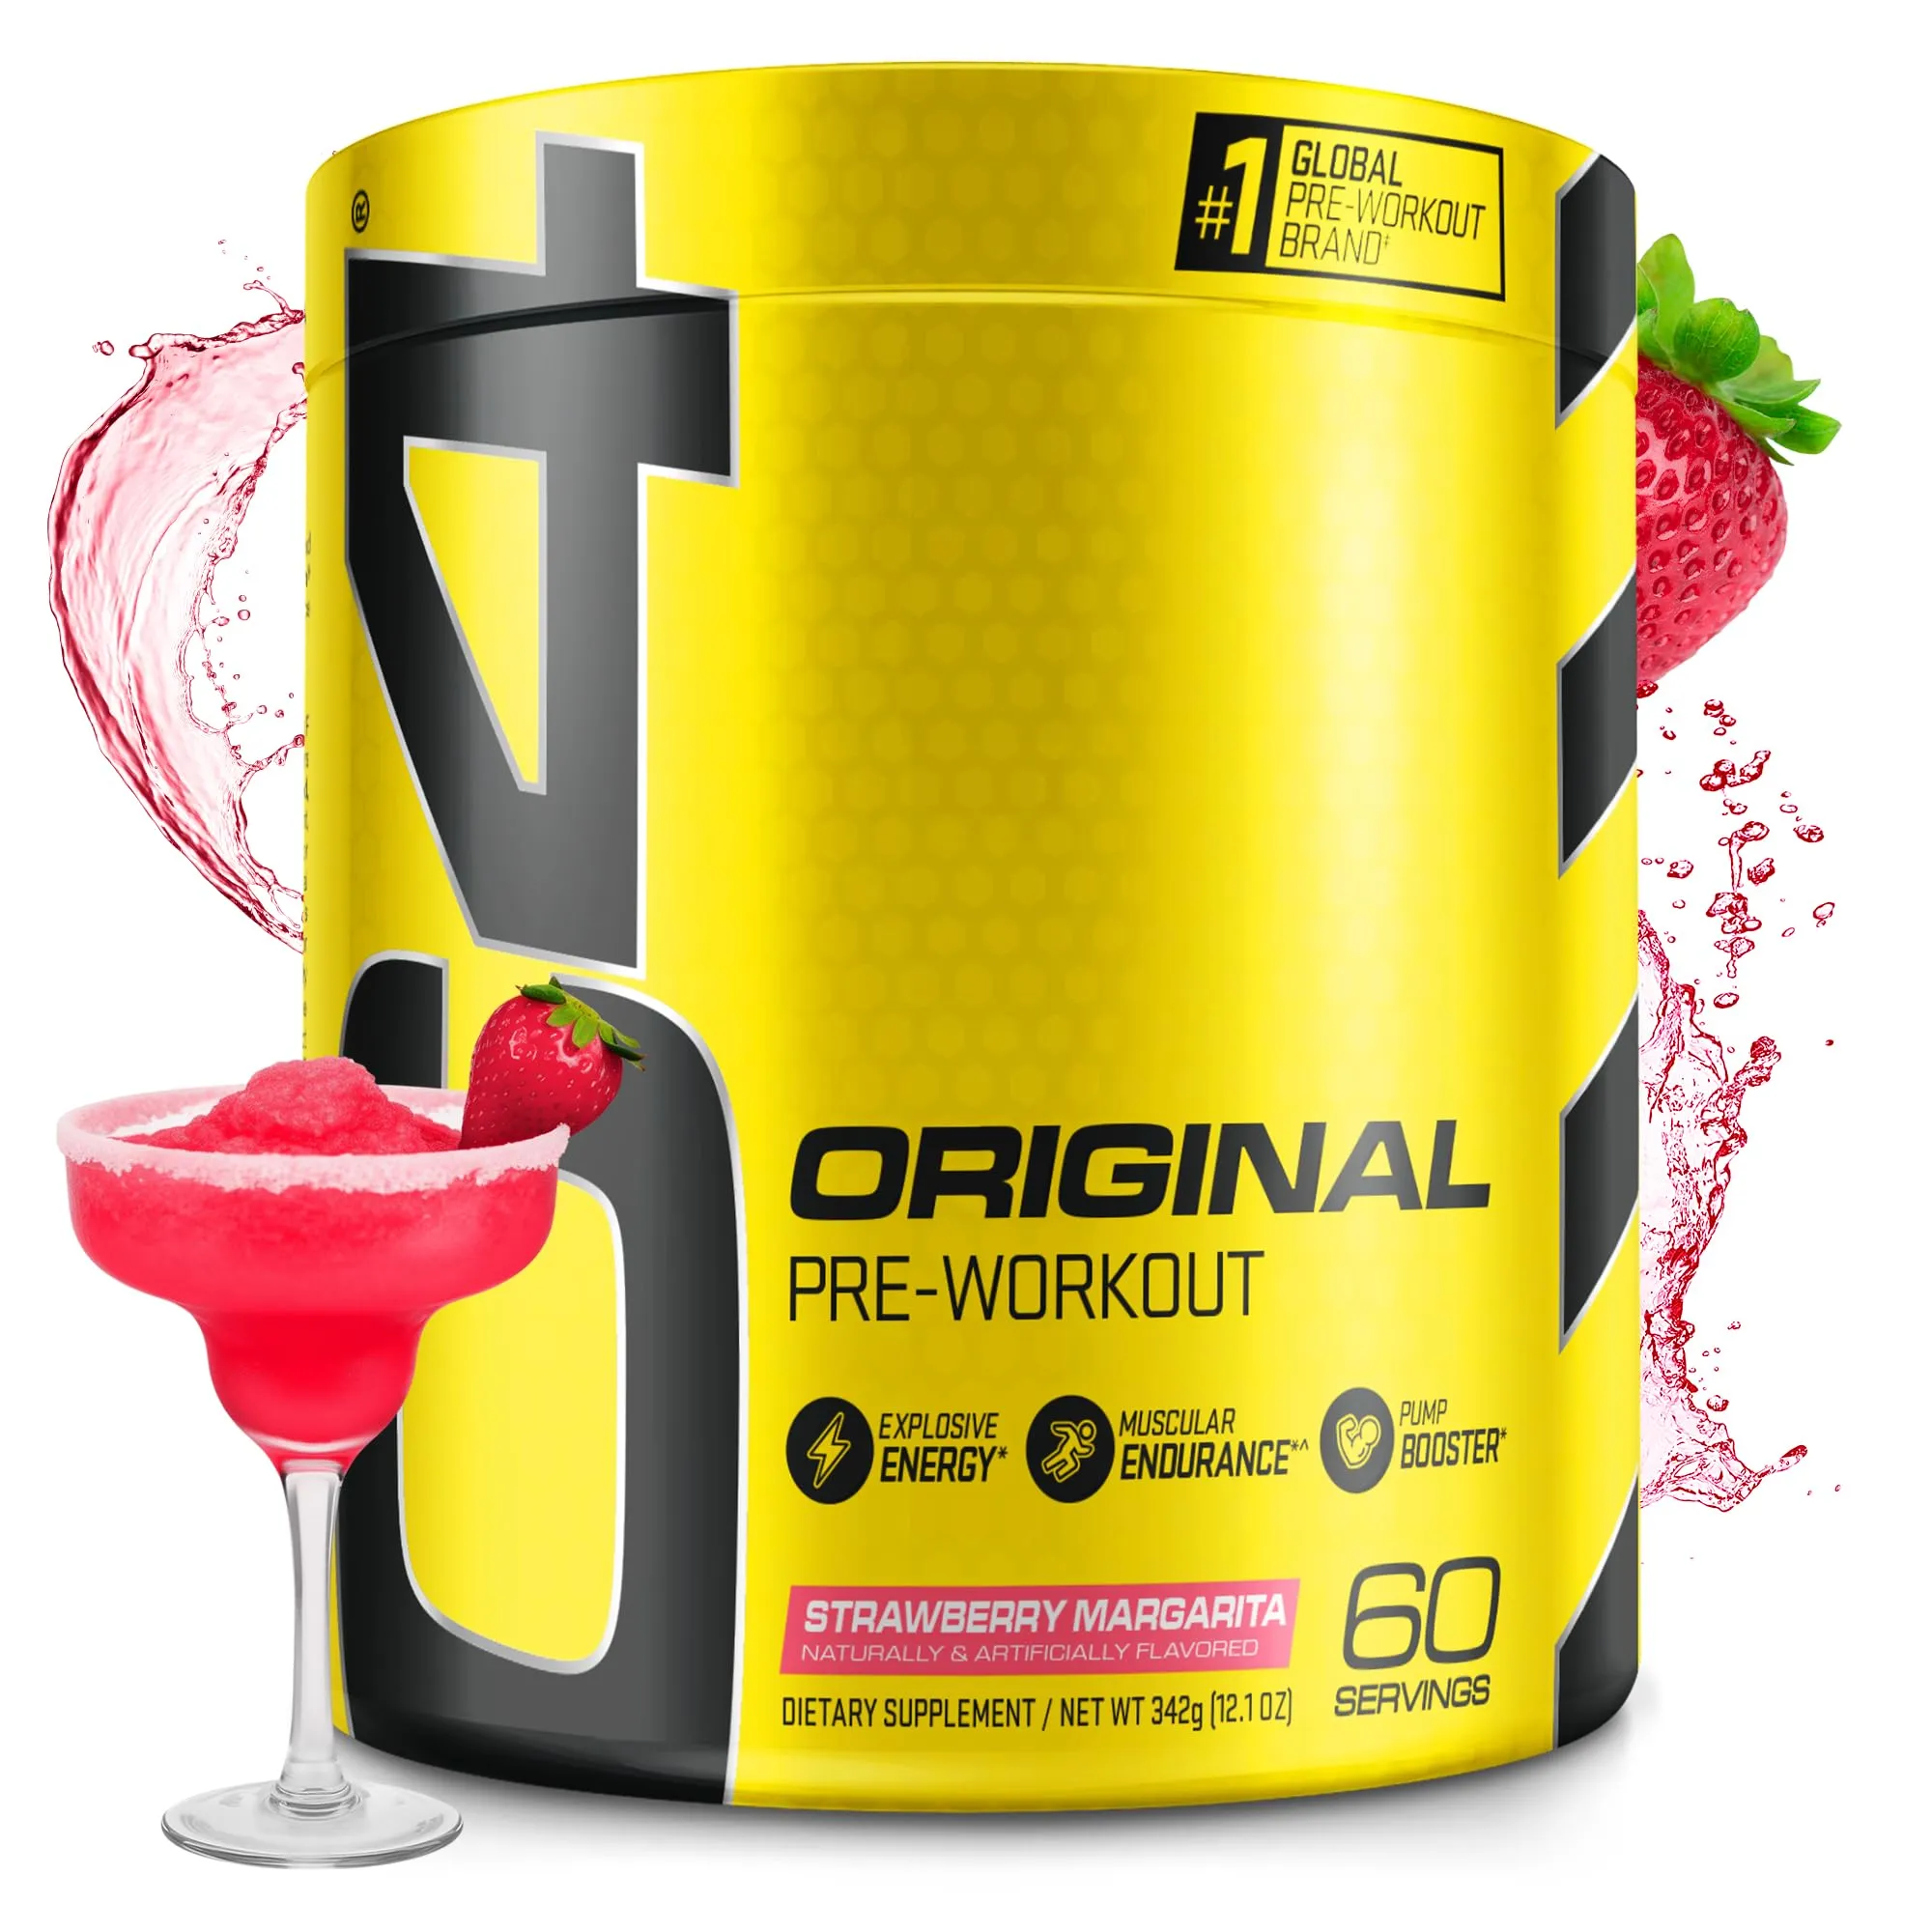 ®
C4
#1
GLOBAL
PRE-WORKOUT
BRAND‡
ORIGINAL
PRE-WORKOUT
EXPLOSIVE
ENERGY*
MUSCULAR
ENDURANCE*^
PUMP
BOOSTER*
STRAWBERRY MARGARITA
NATURALLY & ARTIFICIALLY FLAVORED
60
SERVINGS
DIETARY SUPPLEMENT / NET WT 342g (12.1 OZ)